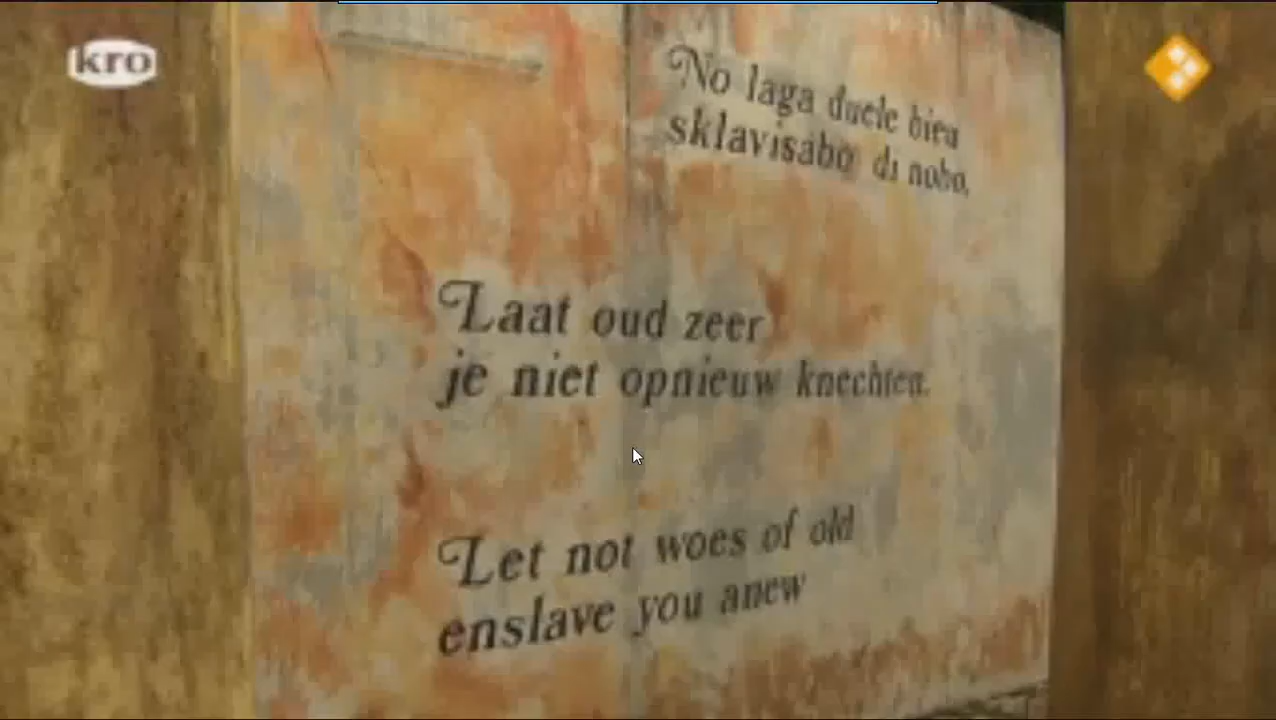 kro
No laga duele bieu
sklavisábo di nobo,
Laat oud zeer
je niet opnieuw knechten.
Let not woes of old
enslave you anew